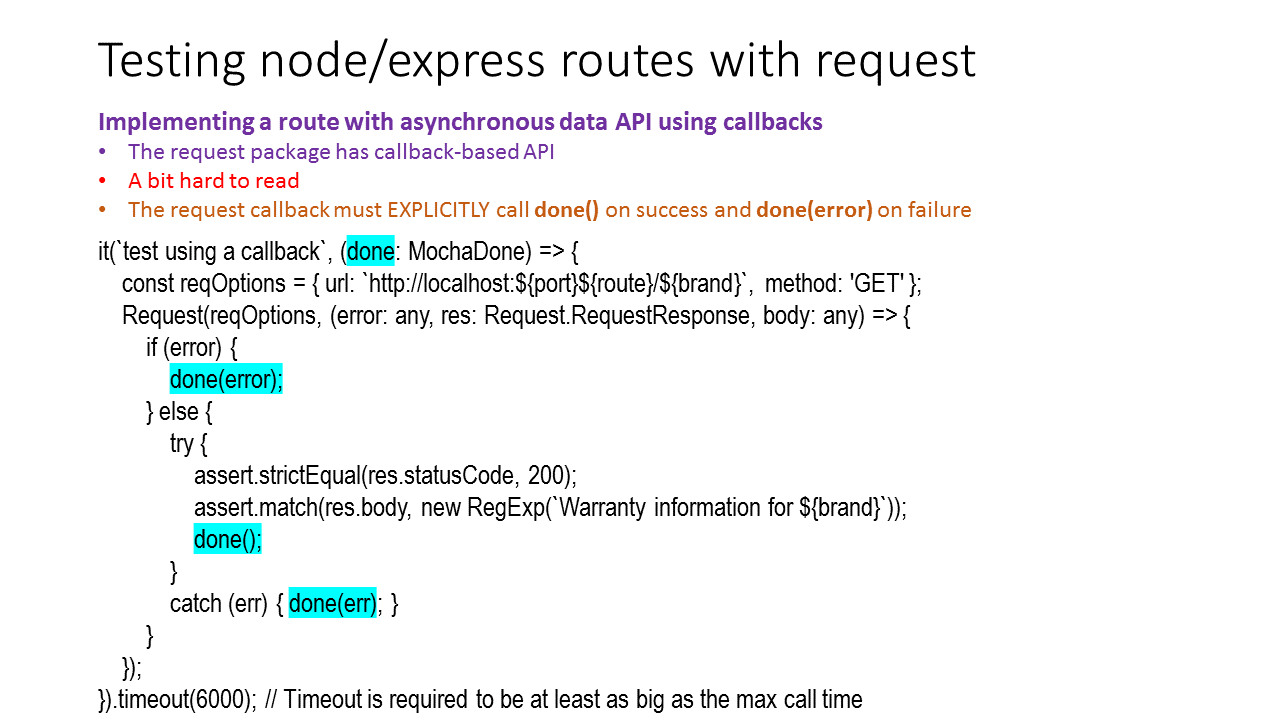 Testing node/express routes with request
Implementing a route with asynchronous data API using callbacks
• The request package has callback-based API
• A bit hard to read
• The request callback must EXPLICITLY call done() on success and done(error) on failure
it(`test using a callback`, (done: MochaDone) => {
const reqOptions = { url: `http://localhost:${port}${route}/${brand}`, method: 'GET' };
Request(reqOptions, (error: any, res: Request.RequestResponse, body: any) => {
if (error) {
done(error);
} else {
try {
assert.strictEqual(res.statusCode, 200);
assert.match(res.body, new RegExp(`Warranty information for ${brand}`));
done();
}
catch (err) { done(err); }
}
});
}).timeout(6000); // Timeout is required to be at least as big as the max call time